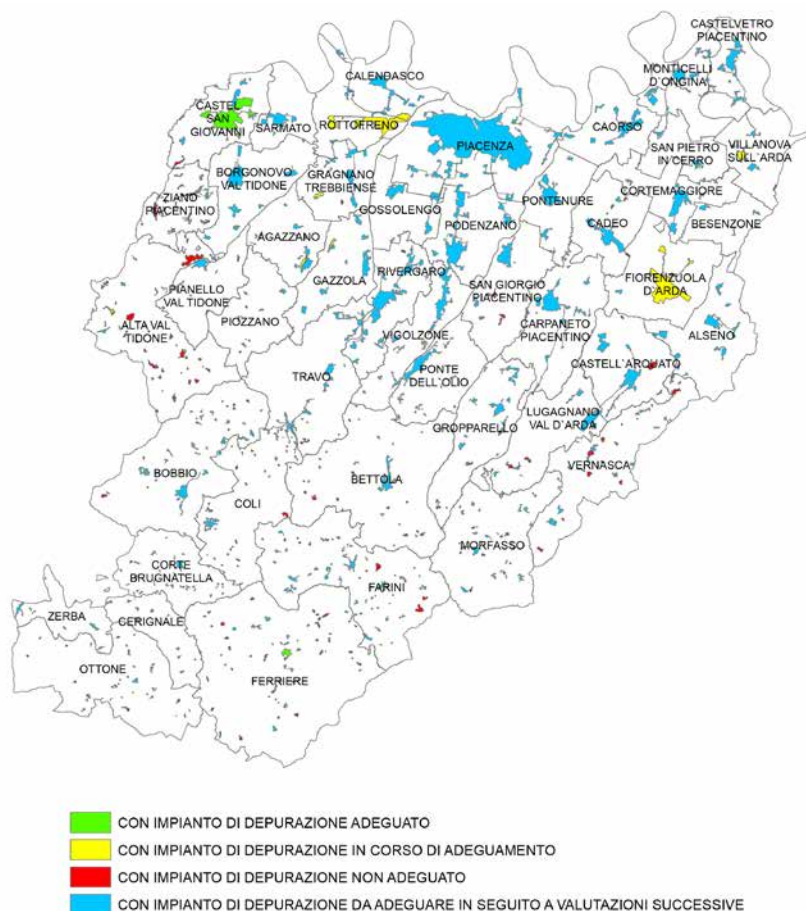 CASTELVETRO
PIACENTINO
CALENDASCO
MONTICELLI
D'ONGINA
CASTEL
SAN
GIOVANNI
SARMATO
ROTTOFRENO
CAORSO
PIACENZA
SAN PIETRO
IN CERRO
VILLANOVA
SULL'ARDA
BORGONOVO
VAL TIDONE
GRAGNANO
TREBBIENSE
ZIANO
PIACENTINO
GOSSOLENGO
PONTENURE
CORTEMAGGIORE
PODENZANO
CADEO
BESENZONE
AGAZZANO
GAZZOLA
RIVERGARO
SAN GIORGIO
PIACENTINO
FIORENZUOLA
D'ARDA
PIANELLO
VAL TIDONE
PIOZZANO
ALTA VAL
TIDONE
VIGOLZONE
CARPANETO
PIACENTINO
ALSENO
TRAVO
PONTE
DELL'OLIO
CASTELL'ARQUATO
GROPPARELLO
LUGAGNANO
VAL D'ARDA
BOBBIO
BETTOLA
VERNASCA
COLI
MORFASSO
CORTE
BRUGNATELLA
FARINI
ZERBA
CERIGNALE
OTTONE
FERRIERE
CON IMPIANTO DI DEPURAZIONE ADEGUATO
CON IMPIANTO DI DEPURAZIONE IN CORSO DI ADEGUAMENTO
CON IMPIANTO DI DEPURAZIONE NON ADEGUATO
CON IMPIANTO DI DEPURAZIONE DA ADEGUARE IN SEGUITO A VALUTAZIONI SUCCESSIVE